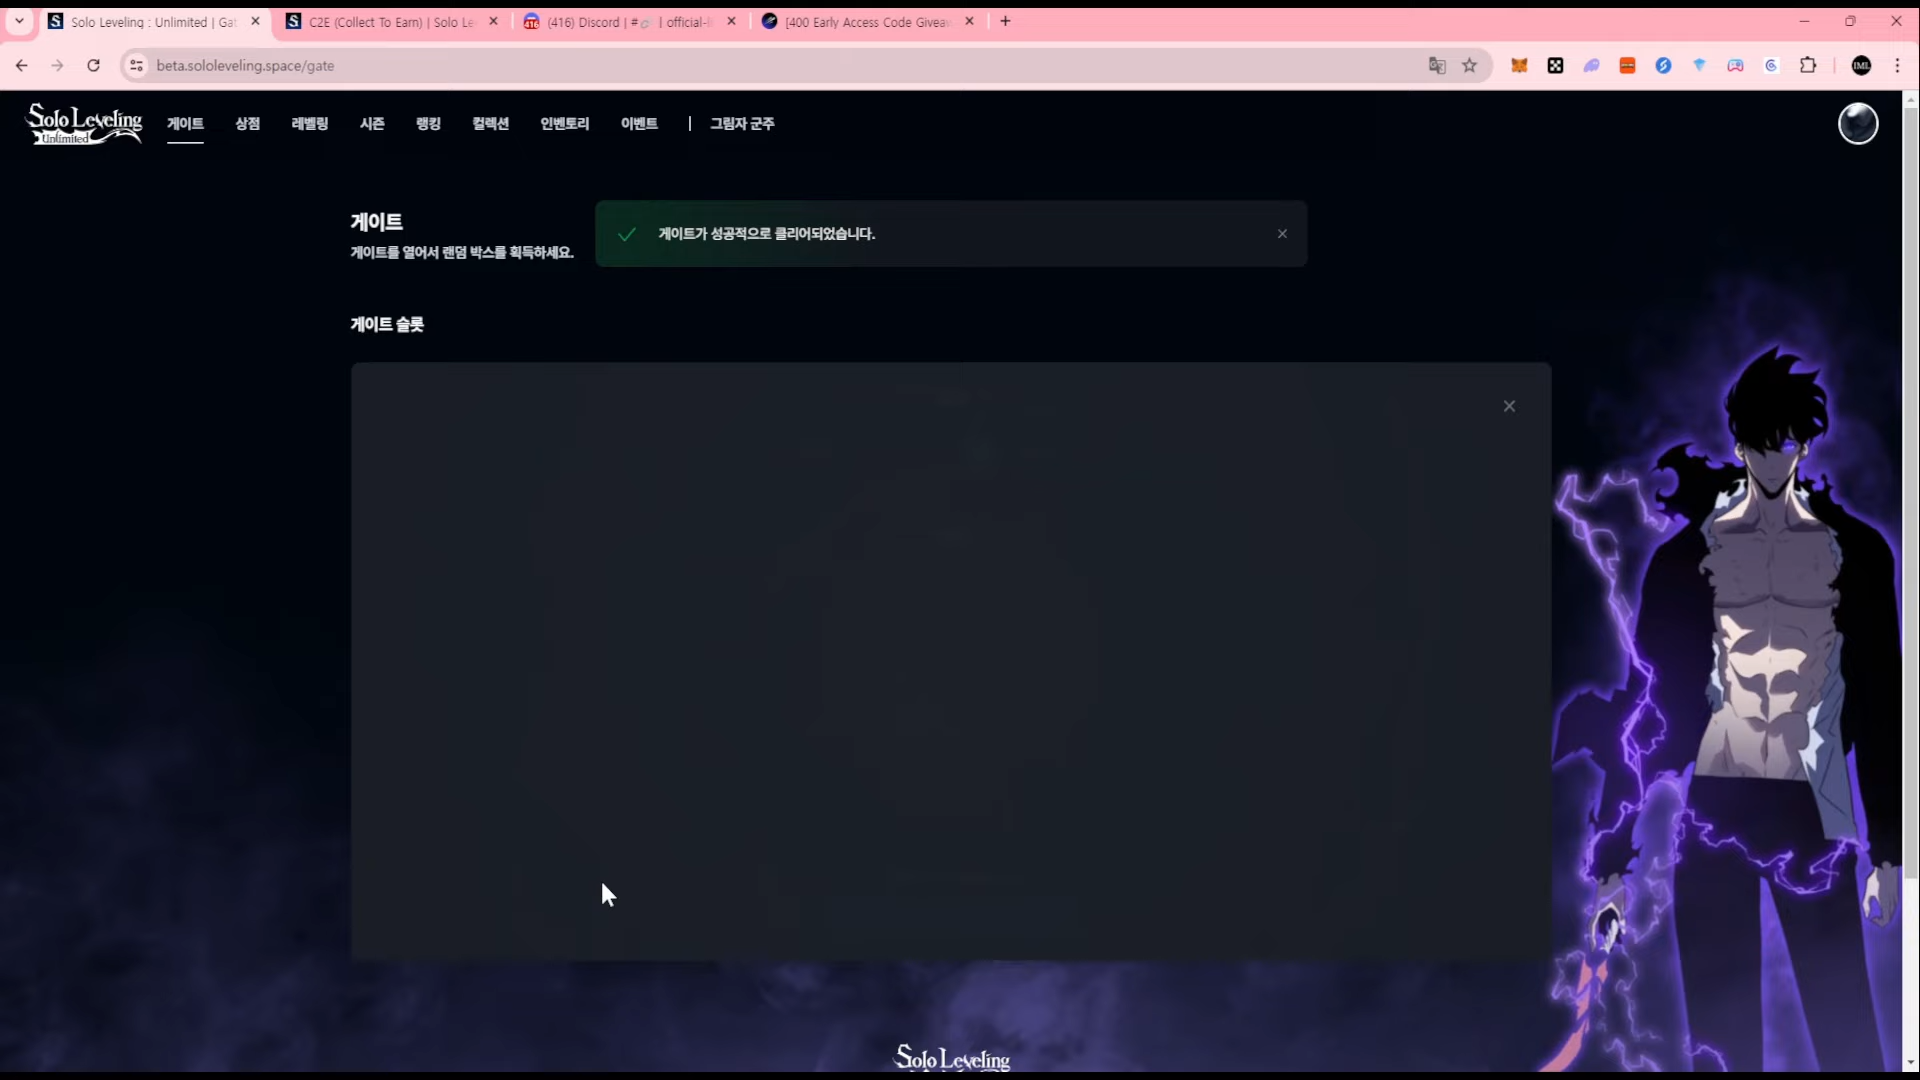 Solo Leveling : Unlimited | Gat
C2E (Collect To Earn) | Solo Le
(416) Discord | #🔗 | official-l
[400 Early Access Code Giveaw
beta.sololeveling.space/gate
IML
Solo Leveling
Unlimited
게이트
상점
레벨링
시즌
랭킹
컬렉션
인벤토리
이벤트
|
그림자 군주
게이트
게이트를 열어서 랜덤 박스를 획득하세요.
게이트가 성공적으로 클리어되었습니다.
게이트 슬롯
Solo Leveling